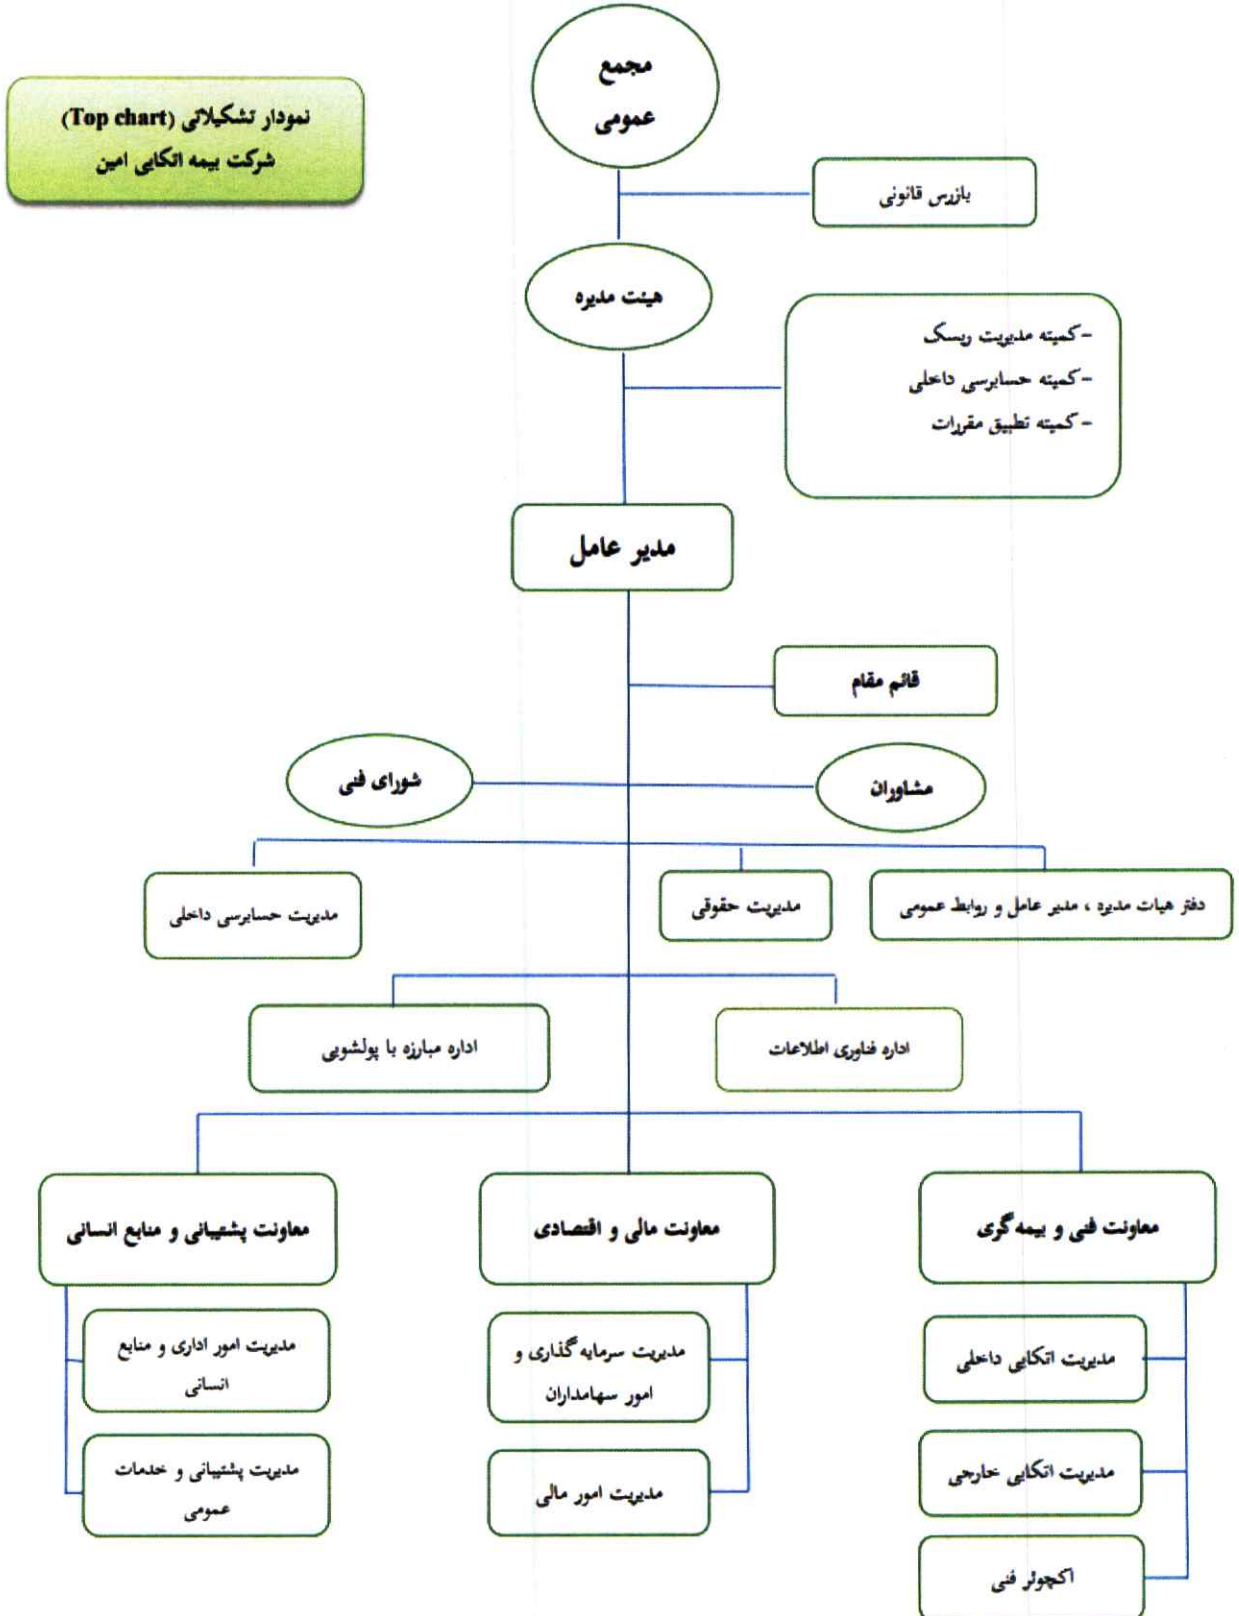 مجمع
عمومی
نمودار تشکیلاتی (Top chart)
شرکت بیمه اتکایی امین
بازرس قانونی
هیئت مدیره
-کمیته مدیریت ریسک
-کمیته حسابرسی داخلی
-کمیته تطبیق مقررات
مدیر عامل
قائم مقام
مشاوران
شورای فنی
دفتر هیات مدیره ، مدیر عامل و روابط عمومی
مدیریت حقوقی
مدیریت حسابرسی داخلی
اداره فناوری اطلاعات
اداره مبارزه با پولشویی
معاونت فنی و بیمه گری
معاونت مالی و اقتصادی
معاونت پشتیبانی و منابع انسانی
مدیریت اتکایی داخلی
مدیریت اتکایی خارجی
اکچوئر فنی
مدیریت سرمایه گذاری و
امور سهامداران
مدیریت امور مالی
مدیریت امور اداری و منابع
انسانی
مدیریت پشتیبانی و خدمات
عمومی